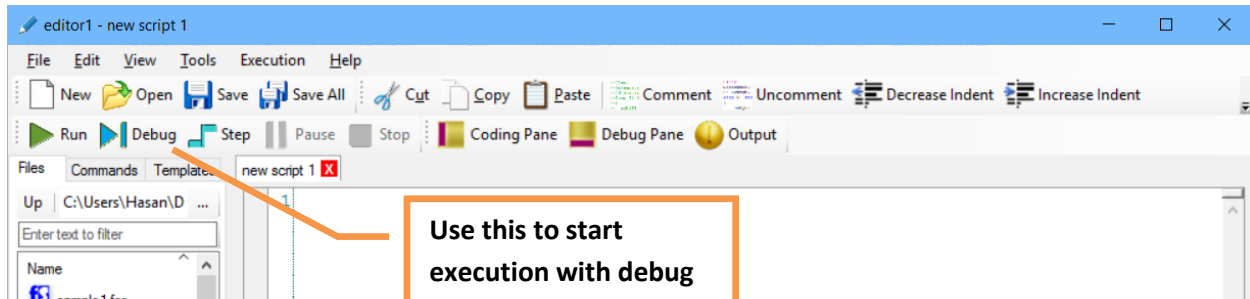 editor1 - new script 1
File Edit View Tools Execution Help
New Open Save Save All Cut Copy Paste Comment Uncomment Decrease Indent Increase Indent
Run Debug Step Pause Stop Coding Pane Debug Pane Output
Files Commands Templates new script 1 X
Up C:\Users\Hasan\D ... 1
Enter text to filter
Name
Use this to start
execution with debug